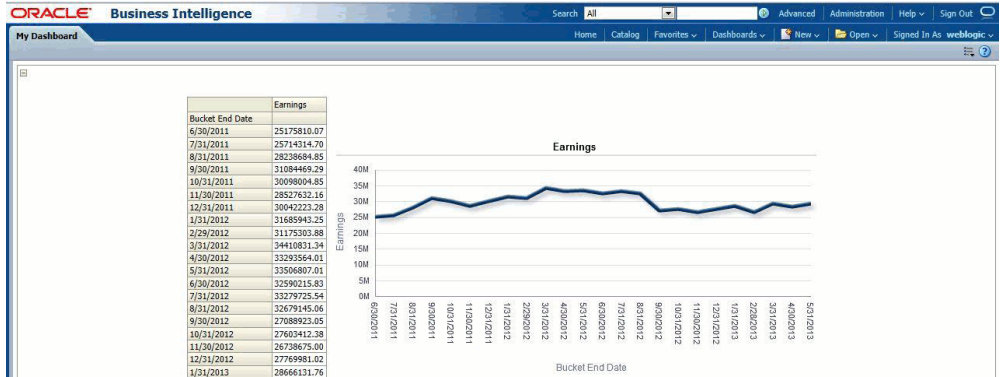 ORACLE Business Intelligence
Search All Advanced Administration Help Sign Out
My Dashboard
Home Catalog Favorites Dashboards New Open Signed In As weblogic
Earnings
Bucket End Date
6/30/2011 25175810.07
7/31/2011 25714314.70
8/31/2011 28238684.85
9/30/2011 31084469.29
10/31/2011 30098004.85
11/30/2011 28527632.16
12/31/2011 30042223.28
1/31/2012 31685943.25
2/29/2012 31175303.88
3/31/2012 34410831.34
4/30/2012 33293564.01
5/31/2012 33506807.01
6/30/2012 32590215.83
7/31/2012 33279725.54
8/31/2012 32679145.06
9/30/2012 27088923.05
10/31/2012 27603412.38
11/30/2012 26738675.00
12/31/2012 27769981.02
1/31/2013 28666131.76
Earnings
Earnings
40M
35M
30M
25M
20M
15M
10M
5M
0M
6/30/2011
7/31/2011
8/31/2011
9/30/2011
10/31/2011
11/30/2011
12/31/2011
1/31/2012
2/29/2012
3/31/2012
4/30/2012
5/31/2012
6/30/2012
7/31/2012
8/31/2012
9/30/2012
10/31/2012
11/30/2012
12/31/2012
1/31/2013
2/28/2013
3/31/2013
4/30/2013
5/31/2013
Bucket End Date